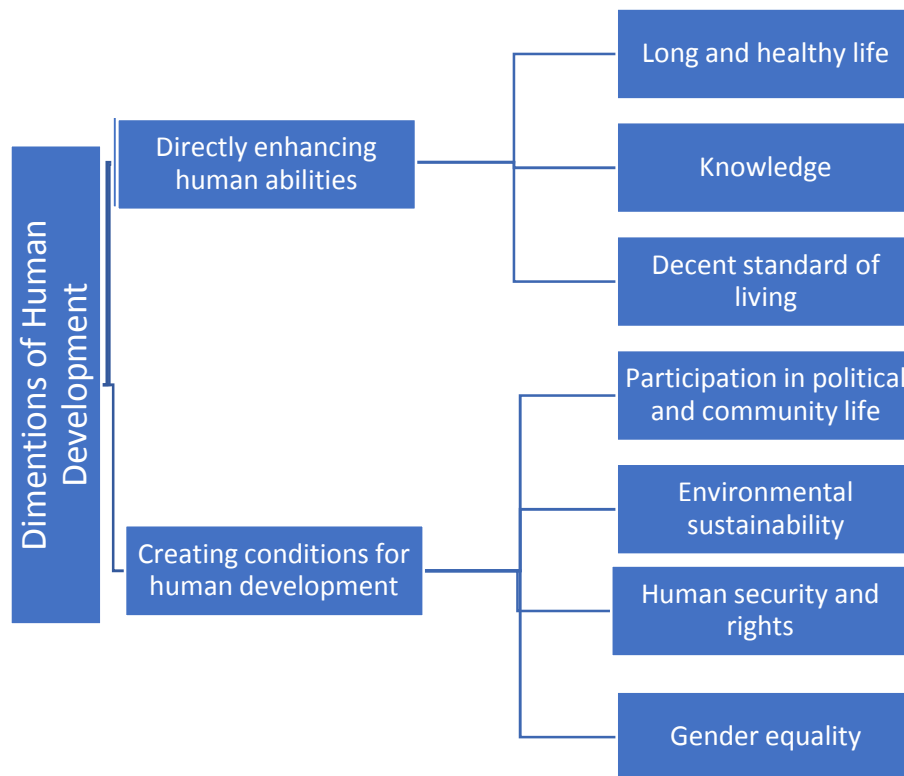 Dimentions of Human
Development
Directly enhancing
human abilities
Long and healthy life
Knowledge
Decent standard of
living
Creating conditions for
human development
Participation in political
and community life
Environmental
sustainability
Human security and
rights
Gender equality